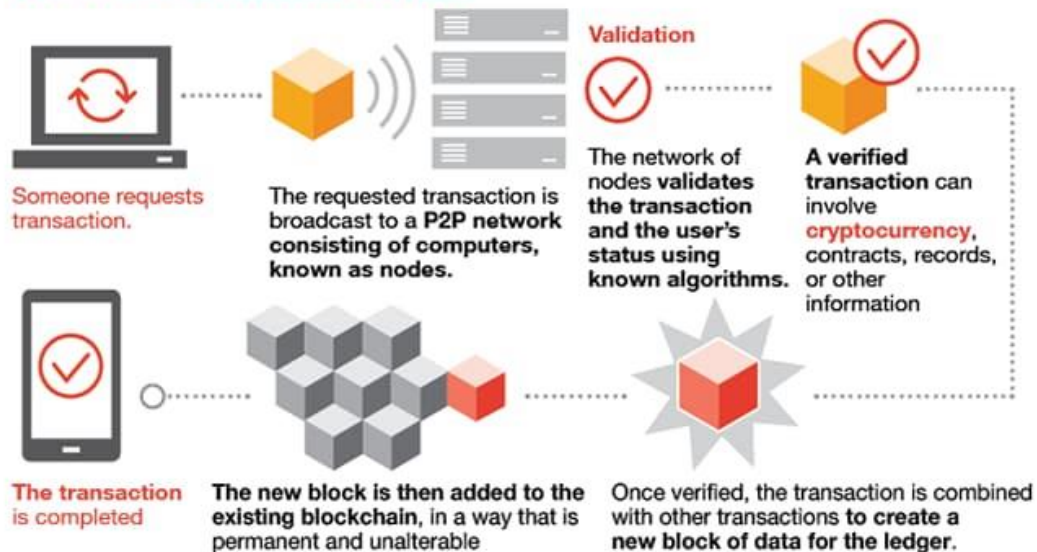 Someone requests
transaction.
The requested transaction is
broadcast to a P2P network
consisting of computers,
known as nodes.
Validation
The network of
nodes validates
the transaction
and the user's
status using
known algorithms.
A verified
transaction can
involve
cryptocurrency,
contracts, records,
or other
information
Once verified, the transaction is combined
with other transactions to create a
new block of data for the ledger.
The new block is then added to the
existing blockchain, in a way that is
permanent and unalterable
The transaction
is completed